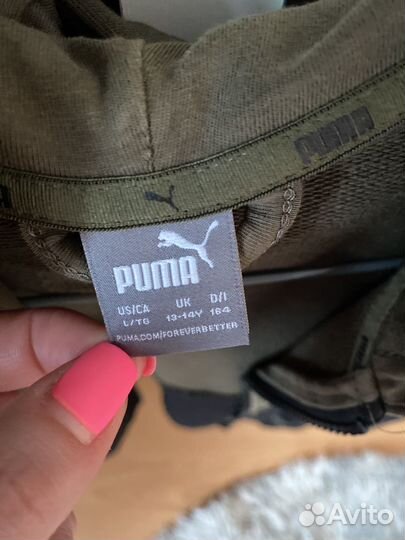 PUMA
PUMA
US/CA UK D/I
L/TG 13-14Y 164
PUMA.COM/FOREVERBETTER
Avito